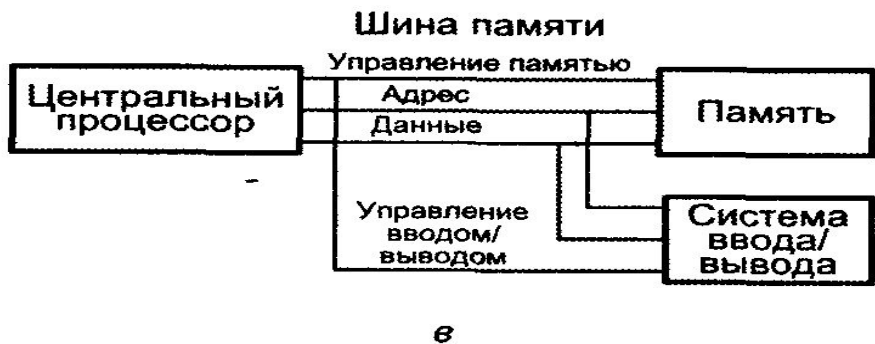 Шина памяти
Управление памятью
Центральный
процессор
Адрес
Данные
Память
Управление
вводом/
выводом
Система
ввода/
вывода
в